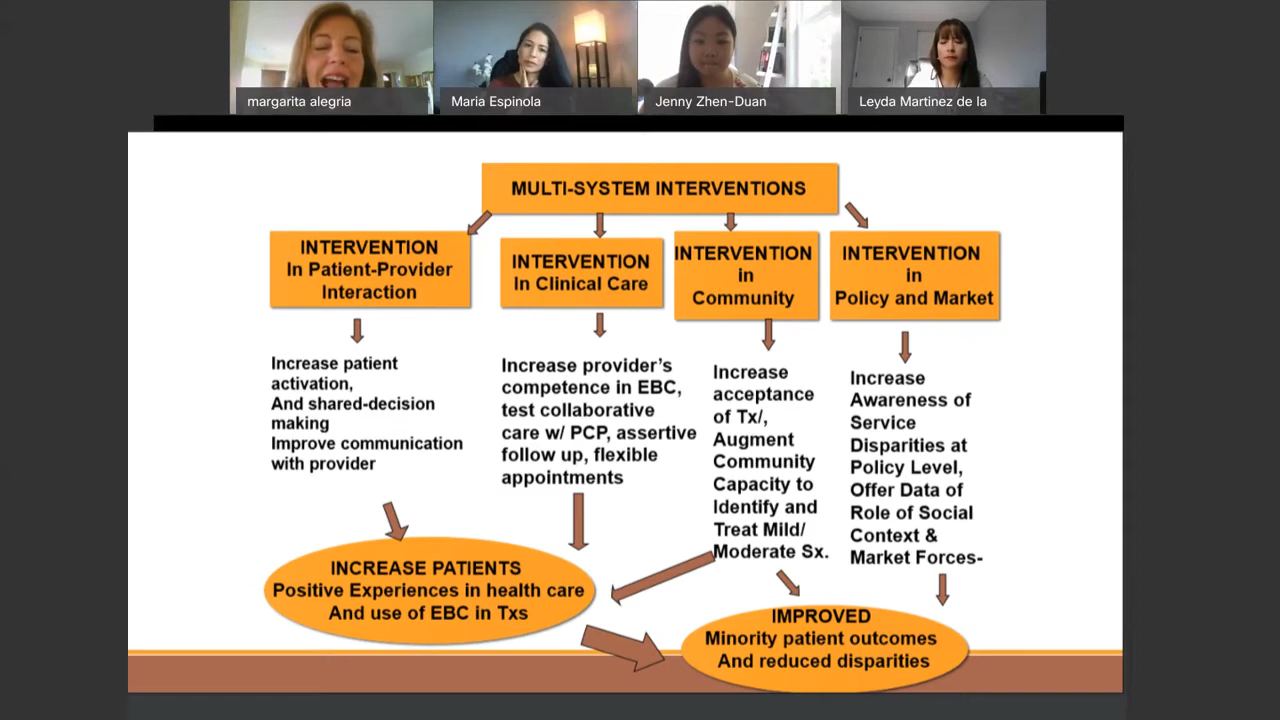 margarita alegria
Maria Espinola
Jenny Zhen-Duan
Leyda Martinez de la
MULTI-SYSTEM INTERVENTIONS
INTERVENTION
In Patient-Provider
Interaction
INTERVENTION
In Clinical Care
INTERVENTION
in
Community
INTERVENTION
in
Policy and Market
Increase patient
activation,
And shared-decision
making
Improve communication
with provider
Increase provider’s
competence in EBC,
test collaborative
care w/ PCP, assertive
follow up, flexible
appointments
Increase
acceptance
of Tx/,
Augment
Community
Capacity to
Identify and
Treat Mild/
Moderate Sx.
Increase
Awareness of
Service
Disparities at
Policy Level,
Offer Data of
Role of Social
Context &
Market Forces-
INCREASE PATIENTS
Positive Experiences in health care
And use of EBC in Txs
IMPROVED
Minority patient outcomes
And reduced disparities